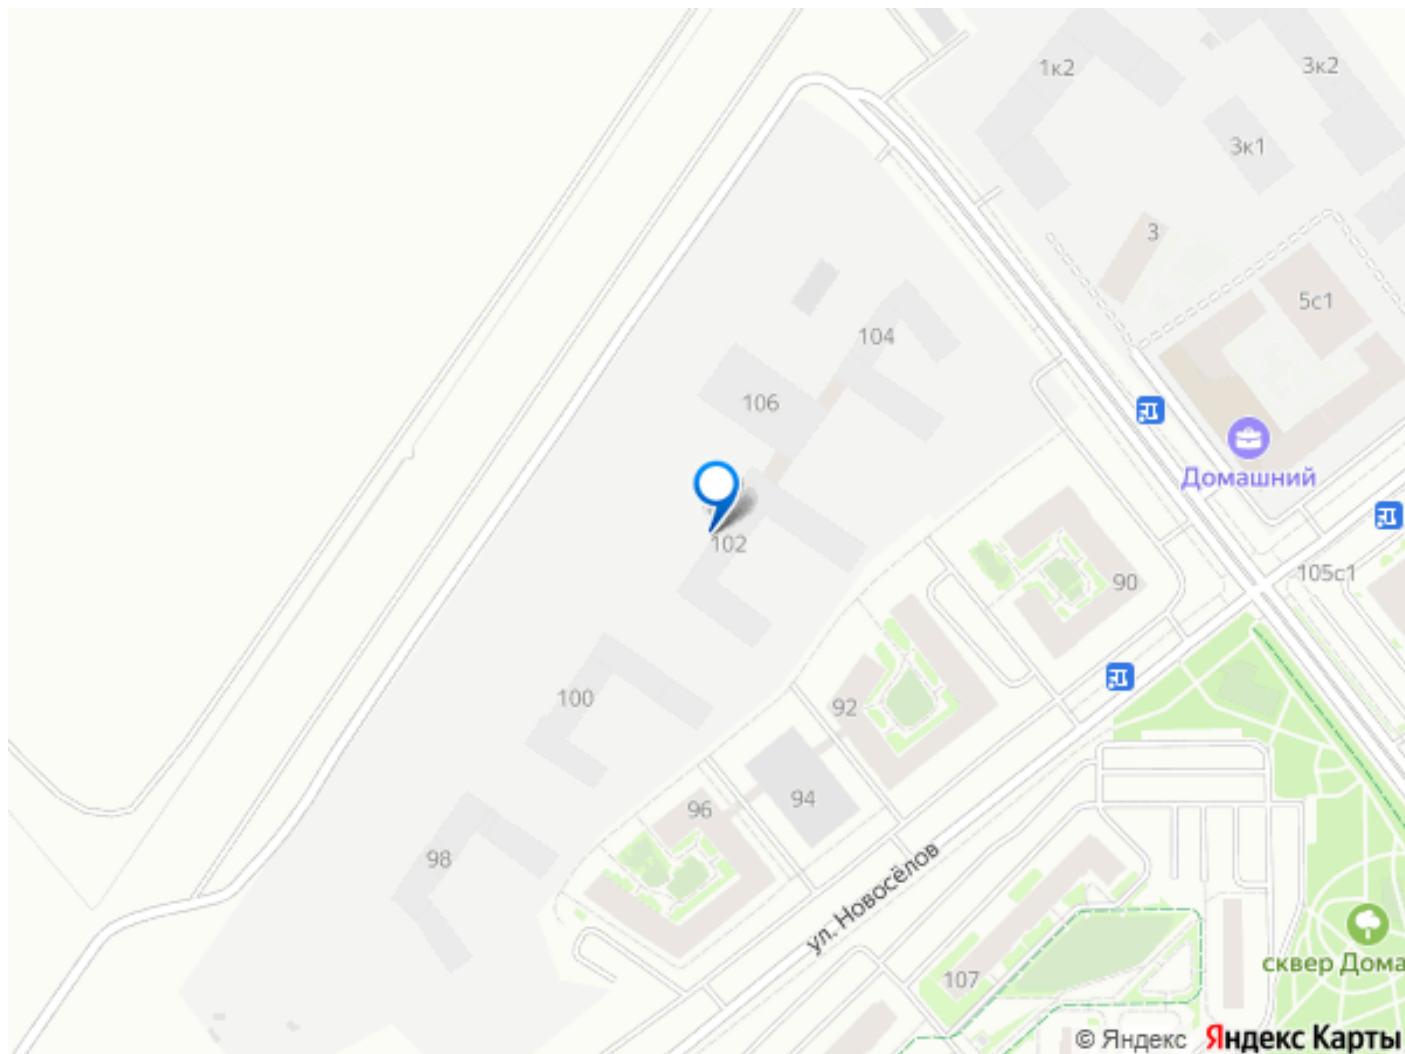 1к2
3к2
3к1
3
5с1
104
106
Домашний
102
90
105с1
100
92
94
96
98
ул. Новосёлов
107
сквер Дома
© Яндекс Яндекс Карты